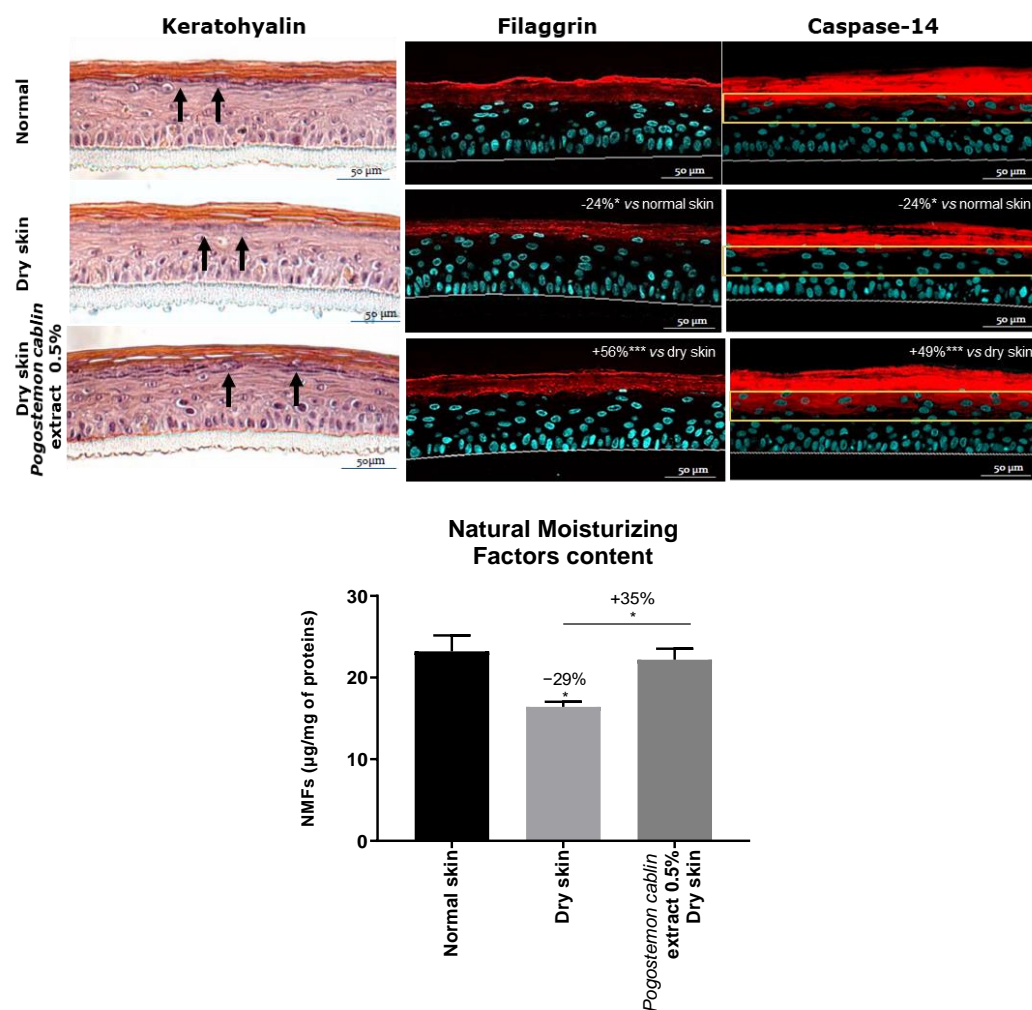 Keratohyalin
Filaggrin
Caspase-14
Normal
50 µm
Dry skin
50 µm
-24%* vs normal skin
50 µm
-24%* vs normal skin
50 µm
Dry skin
Pogostemon cablin
extract 0.5%
50µm
50 µm
50 µm
+56%*** vs dry skin
50 µm
+49%*** vs dry skin
50 µm
Natural Moisturizing
Factors content
NMFs (µg/mg of proteins)
30
20
10
0
+35%
*
−29%
*
Normal skin
Dry skin
Pogostemon cablin
extract 0.5%
Dry skin